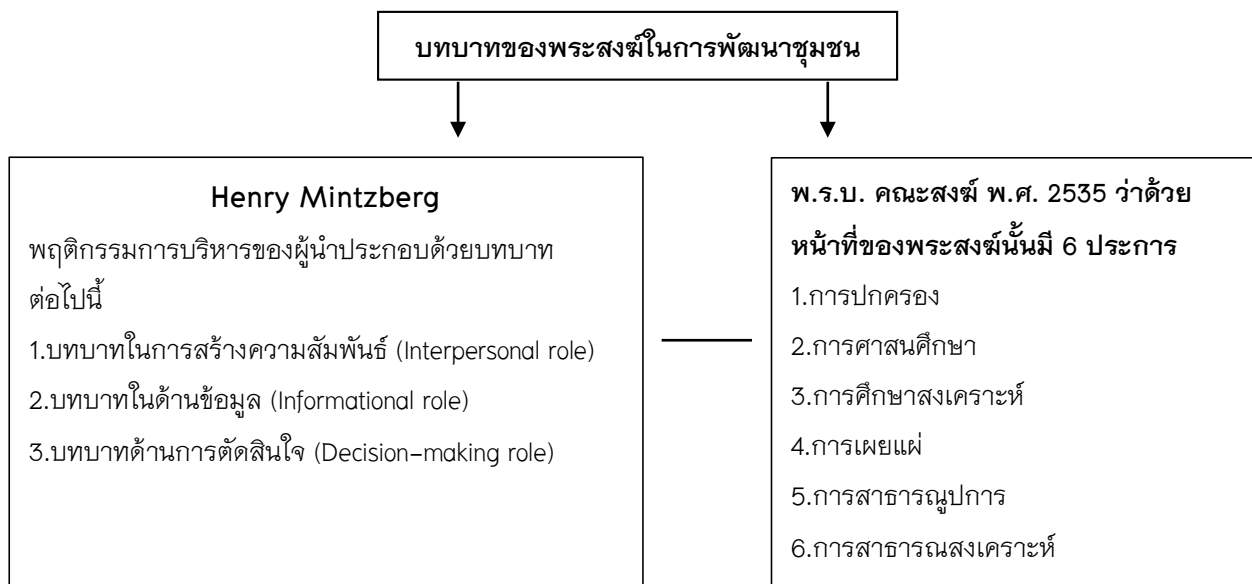 บทบาทของพระสงฆ์ในการพัฒนาชุมชน
Henry Mintzberg
พฤติกรรมการบริหารของผู้นำประกอบด้วยบทบาท
ต่อไปนี้
1.บทบาทในการสร้างความสัมพันธ์ (Interpersonal role)
2.บทบาทในด้านข้อมูล (Informational role)
3.บทบาทด้านการตัดสินใจ (Decision–making role)
พ.ร.บ. คณะสงฆ์ พ.ศ. 2535 ว่าด้วย
หน้าที่ของพระสงฆ์นั้นมี 6 ประการ
1.การปกครอง
2.การศาสนศึกษา
3.การศึกษาสงเคราะห์
4.การเผยแผ่
5.การสาธารณูปการ
6.การสาธารณสงเคราะห์